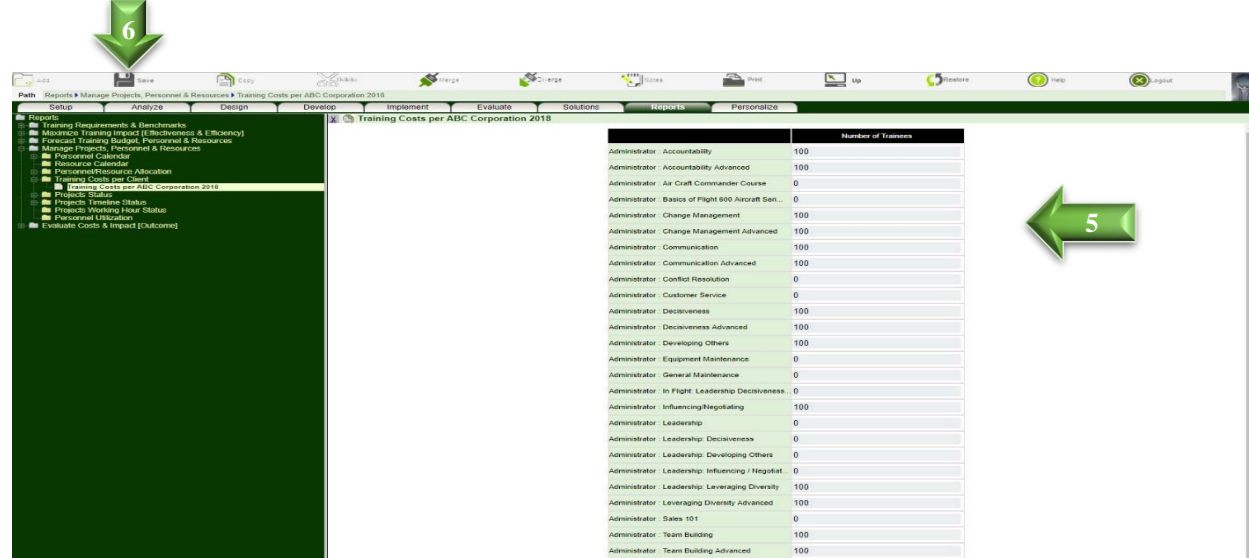 6
Add Save Copy Merge Notes Print Up Restore Help Logout
Path Reports Manage Projects, Personnel & Resources Training Costs per ABC Corporation 2018
Setup Analyze Design Develop Implement Evaluate Solutions Reports Personalize
Reports
Training Requirements & Benchmarks
Maximize Training Impact [Effectiveness & Efficiency]
Forecast Training Budget, Personnel & Resources
Manage Projects, Personnel & Resources
Personnel Calendar
Resource Calendar
Personnel/Resource Allocation
Training Costs per Client
Training Costs per ABC Corporation 2018
Projects Status
Projects Timeline Status
Projects Working Hour Status
Personnel Utilization
Evaluate Costs & Impact [Outcome]
X Training Costs per ABC Corporation 2018
Number of Trainees
Administrator : Accountability 100
Administrator : Accountability Advanced 100
Administrator : Air Craft Commander Course 0
Administrator : Basics of Flight 600 Aircraft Seri... 0
Administrator : Change Management 100
Administrator : Change Management Advanced 100
Administrator : Communication 100
Administrator : Communication Advanced 100
Administrator : Conflict Resolution 0
Administrator : Customer Service 0
Administrator : Decisiveness 100
Administrator : Decisiveness Advanced 100
Administrator : Developing Others 100
Administrator : Equipment Maintenance 0
Administrator : General Maintenance 0
Administrator : In Flight: Leadership Decisiveness... 0
Administrator : Influencing/Negotiating 100
Administrator : Leadership 0
Administrator : Leadership: Decisiveness 0
Administrator : Leadership: Developing Others 0
Administrator : Leadership: Influencing / Negotiat... 0
Administrator : Leadership: Leveraging Diversity 100
Administrator : Leveraging Diversity Advanced 100
Administrator : Sales 101 0
Administrator : Team Building 100
Administrator : Team Building Advanced 100
5